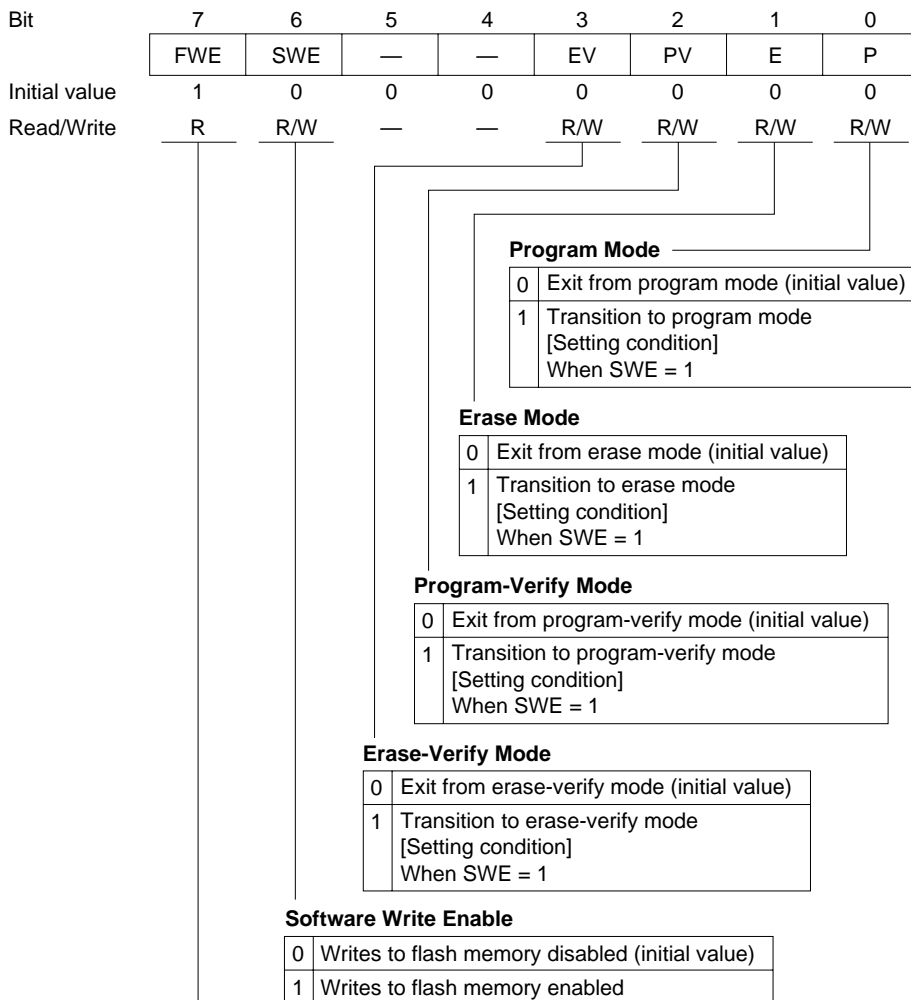 Bit 7 6 5 4 3 2 1 0
FWE SWE — — EV PV E P
Initial value 1 0 0 0 0 0 0 0
Read/Write R R/W — — R/W R/W R/W R/W
Program Mode
0 Exit from program mode (initial value)
1 Transition to program mode
[Setting condition]
When SWE = 1
Erase Mode
0 Exit from erase mode (initial value)
1 Transition to erase mode
[Setting condition]
When SWE = 1
Program-Verify Mode
0 Exit from program-verify mode (initial value)
1 Transition to program-verify mode
[Setting condition]
When SWE = 1
Erase-Verify Mode
0 Exit from erase-verify mode (initial value)
1 Transition to erase-verify mode
[Setting condition]
When SWE = 1
Software Write Enable
0 Writes to flash memory disabled (initial value)
1 Writes to flash memory enabled